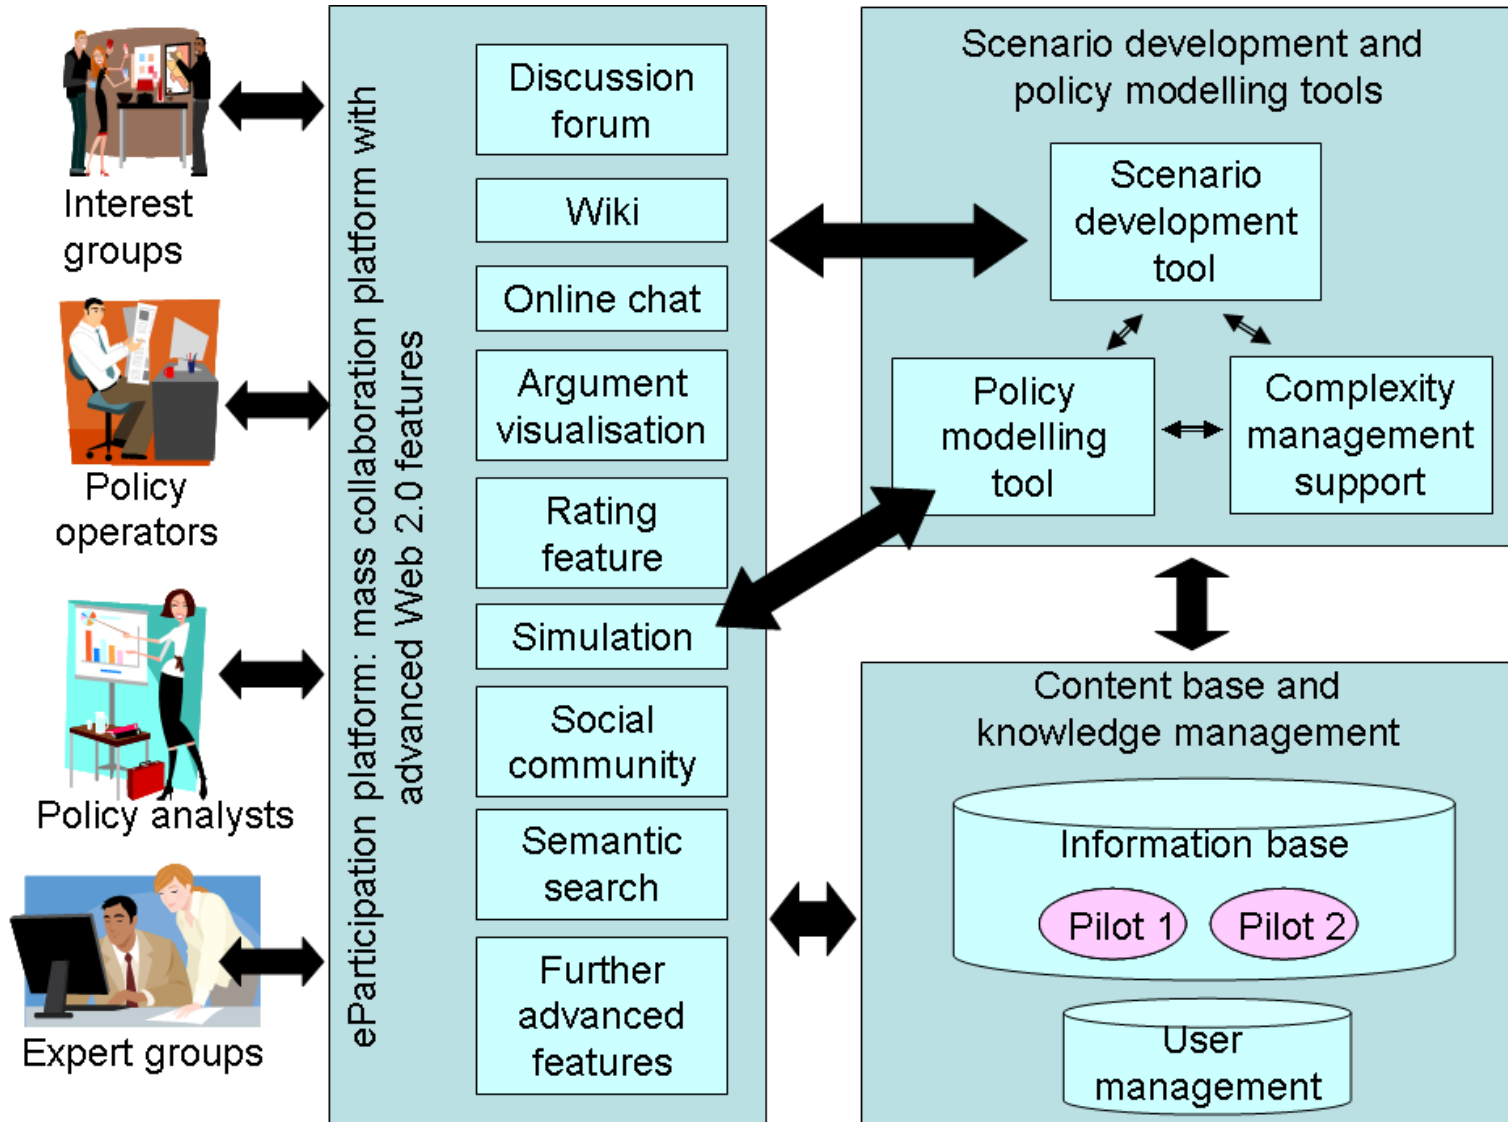 Interest
groups
Policy
operators
Policy analysts
Expert groups
eParticipation platform: mass collaboration platform with
advanced Web 2.0 features
Discussion
forum
Wiki
Online chat
Argument
visualisation
Rating
feature
Simulation
Social
community
Semantic
search
Further
advanced
features
Scenario development and
policy modelling tools
Scenario
development
tool
Policy
modelling
tool
Complexity
management
support
Content base and
knowledge management
Information base
Pilot 1
Pilot 2
User
management